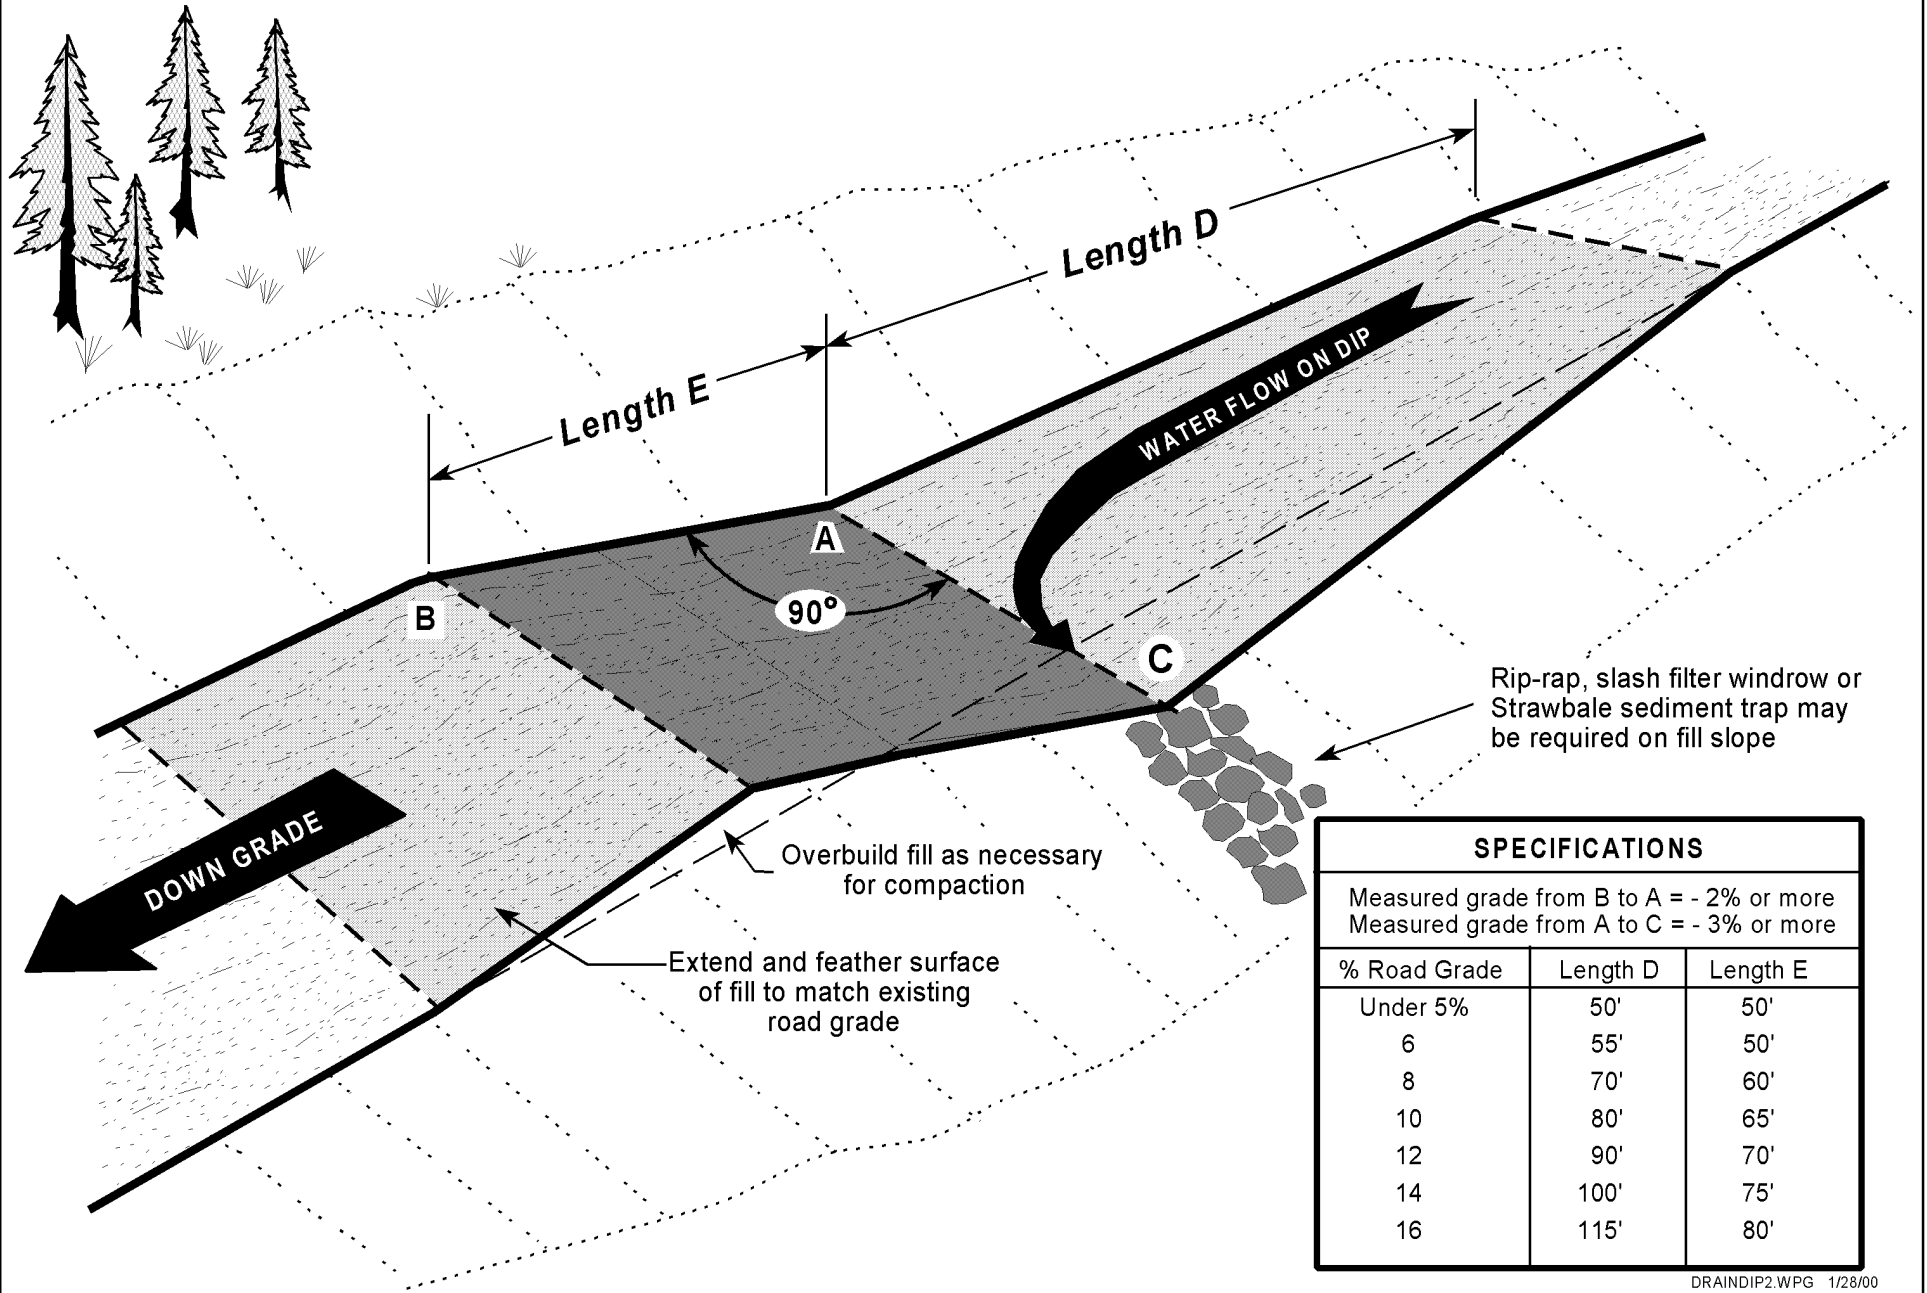 Length D
Length E
WATER FLOW ON DIP
A
90°
B
C
Rip-rap, slash filter windrow or
Strawbale sediment trap may
be required on fill slope
DOWN GRADE
Overbuild fill as necessary
for compaction
Extend and feather surface
of fill to match existing
road grade
SPECIFICATIONS
Measured grade from B to A = - 2% or more
Measured grade from A to C = - 3% or more
% Road Grade Length D Length E
Under 5% 50' 50'
6 55' 50'
8 70' 60'
10 80' 65'
12 90' 70'
14 100' 75'
16 115' 80'
DRAINDIP2.WPG 1/28/00